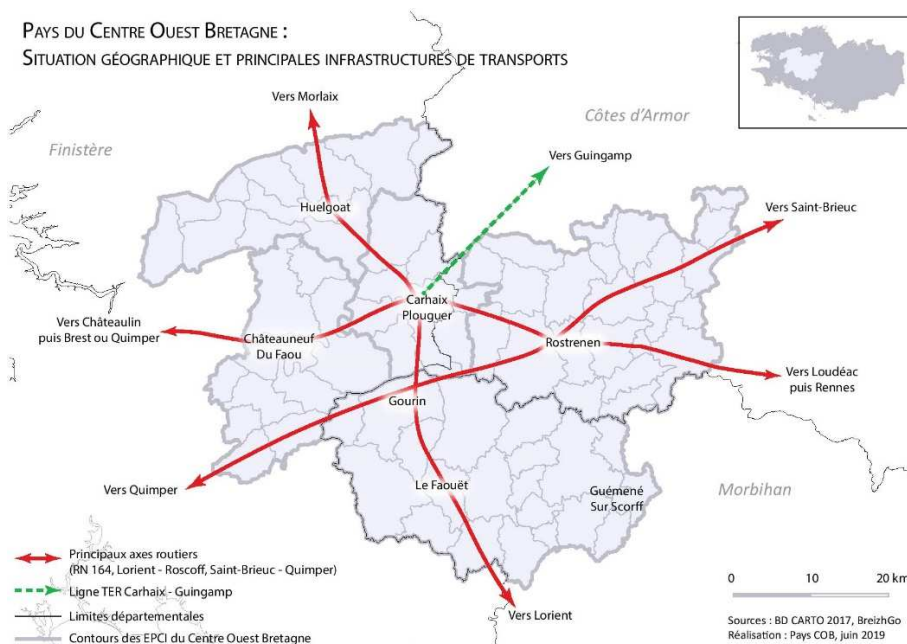 PAYS DU CENTRE OUEST BRETAGNE :
SITUATION GÉOGRAPHIQUE ET PRINCIPALES INFRASTRUCTURES DE TRANSPORTS
Vers Morlaix
Côtes d'Armor
Finistère
Vers Guingamp
Huelgoat
Vers Saint-Brieuc
Carhaix
Plouguer
Vers Châteaulin
puis Brest ou Quimper
Châteauneuf
Du Faou
Rostrenen
Vers Loudéac
puis Rennes
Gourin
Vers Quimper
Le Faouët
Guémené
Sur Scorff
Morbihan
Principaux axes routiers
(RN 164, Lorient - Roscoff, Saint-Brieuc - Quimper)
Ligne TER Carhaix - Guingamp
Limites départementales
Contours des EPCI du Centre Ouest Bretagne
Vers Lorient
0 10 20 km
Sources : BD CARTO 2017, BreizhGo
Réalisation : Pays COB, juin 2019